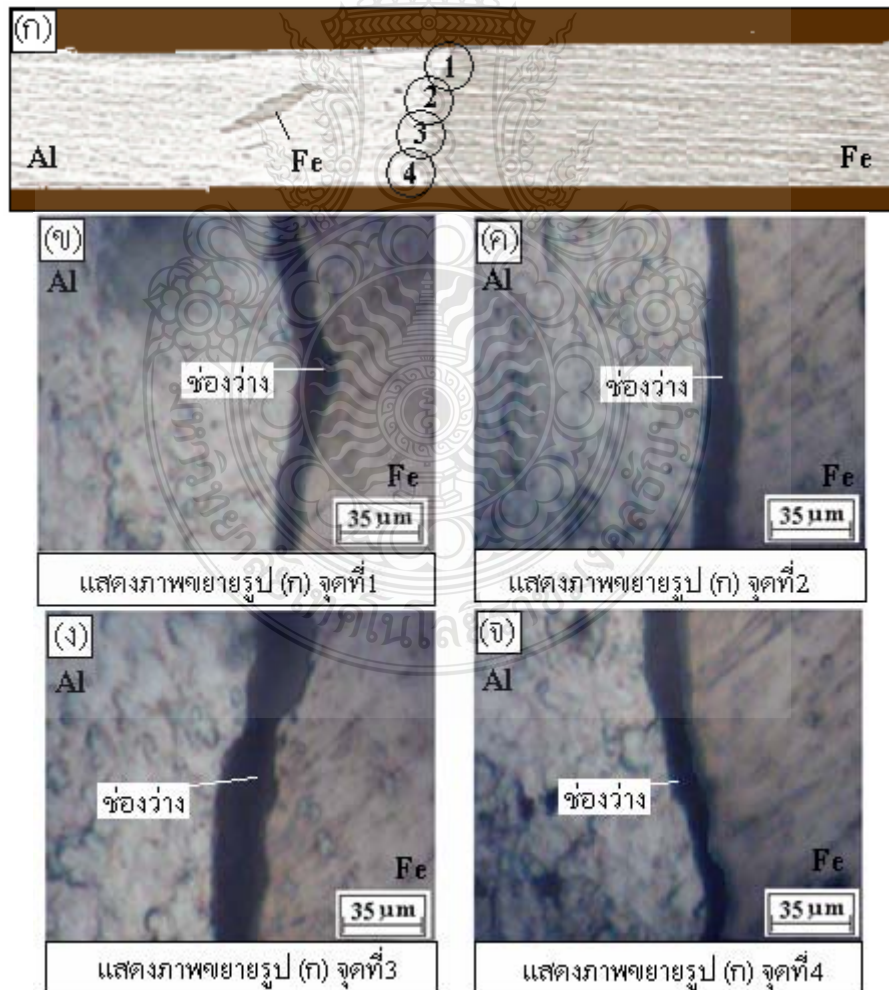 (ก)
1
2
3
4
Al
Fe
Fe
(ข)
Al
ช่องว่าง
Fe
35 µm
แสดงภาพขยายรูป (ก) จุดที่1
(ค)
Al
ช่องว่าง
Fe
35 µm
แสดงภาพขยายรูป (ก) จุดที่2
(ง)
Al
ช่องว่าง
Fe
35 µm
แสดงภาพขยายรูป (ก) จุดที่3
(จ)
Al
ช่องว่าง
Fe
35 µm
แสดงภาพขยายรูป (ก) จุดที่4